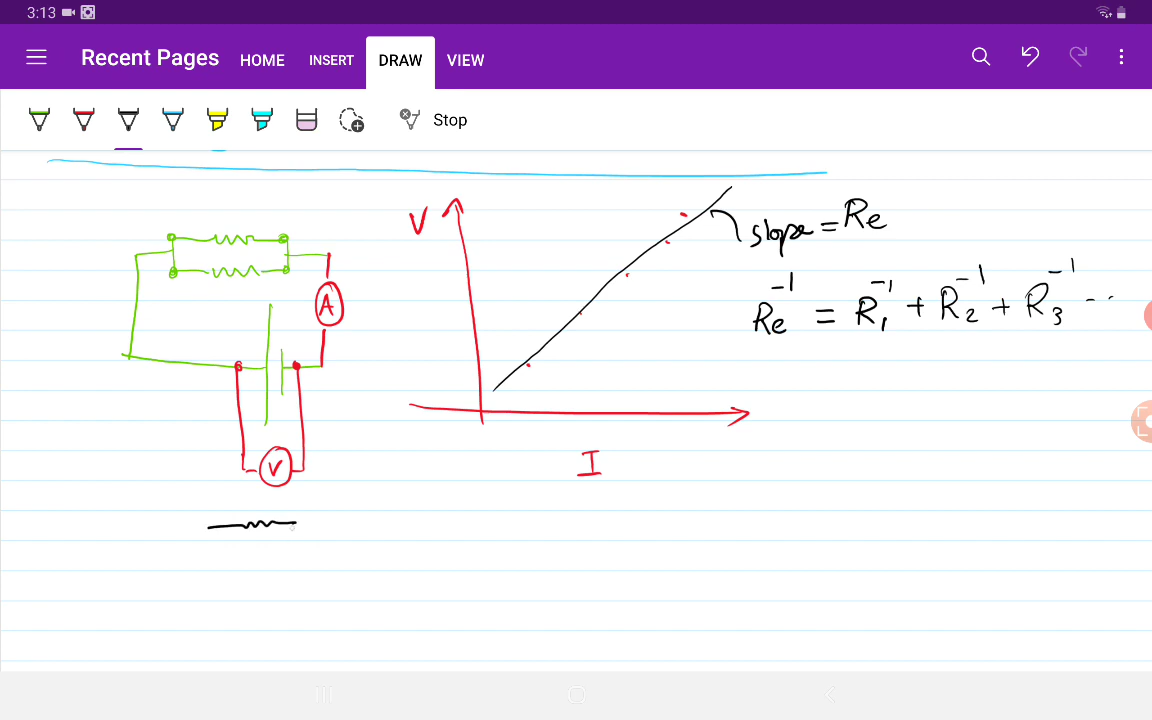 3:13
Recent Pages HOME INSERT DRAW VIEW
Stop
V
slope = Re
Re⁻¹ = R₁⁻¹ + R₂⁻¹ + R₃⁻¹ - -
A
V
I